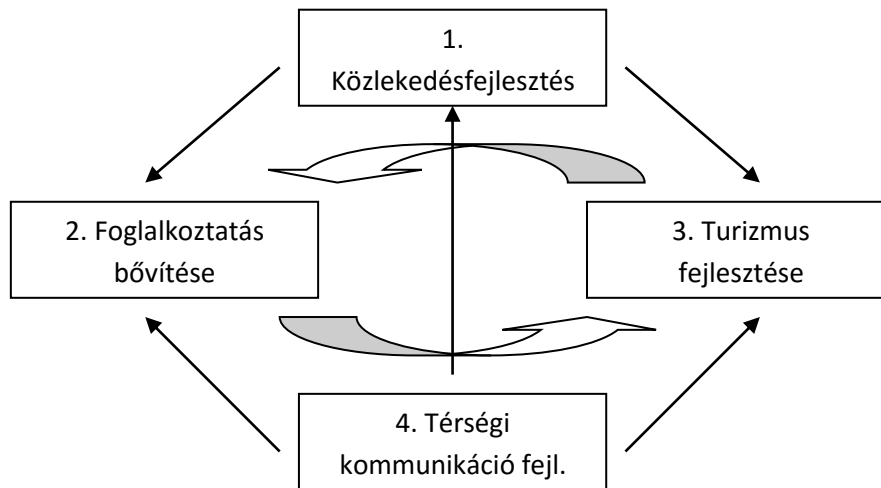 1.
Közlekedésfejlesztés
2. Foglalkoztatás
bővítése
3. Turizmus
fejlesztése
4. Térségi
kommunikáció fejl.